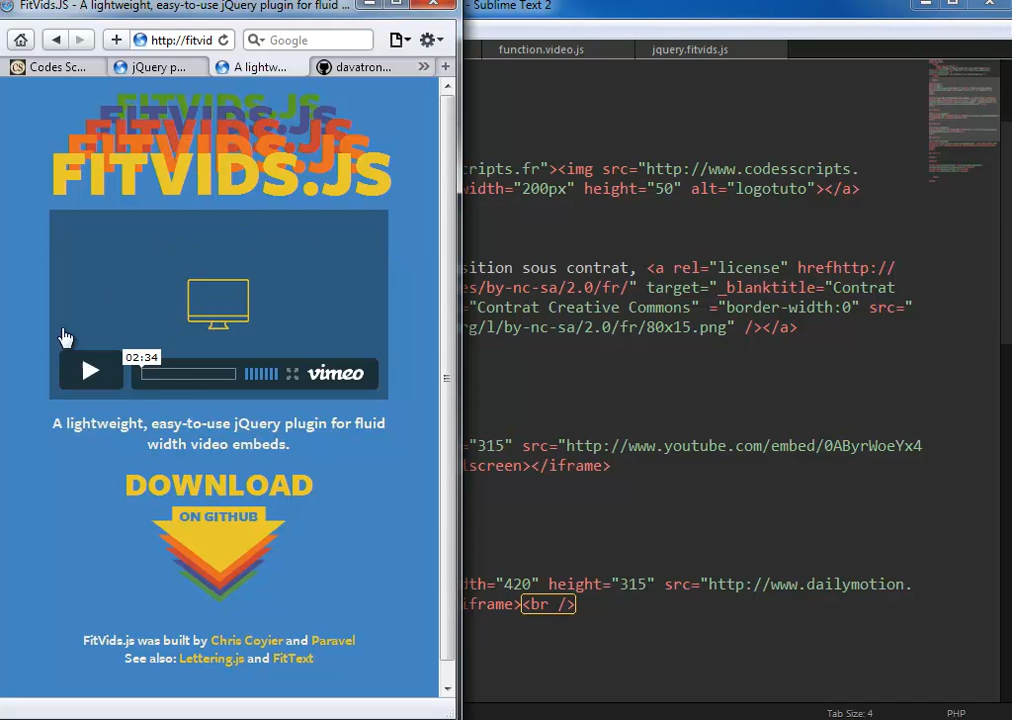 FitVids.JS - A lightweight, easy-to-use jQuery plugin for fluid ...
http://fitvid
Google
Codes Sc...
jQuery p...
A lightw...
davatron...
FITVIDS.JS
FITVIDS.JS
FITVIDS.JS
FITVIDS.JS
02:34
vimeo
A lightweight, easy-to-use jQuery plugin for fluid
width video embeds.
DOWNLOAD
ON GITHUB
FitVids.js was built by Chris Coyier and Paravel
See also: Lettering.js and FitText
- Sublime Text 2
function.video.js
jquery.fitvids.js
cripts.fr"><img src="http://www.codesscripts.
width="200px" height="50" alt="logotuto"></a>
sition sous contrat, <a rel="license" hrefhttp://
es/by-nc-sa/2.0/fr/" target="_blanktitle="Contrat
="Contrat Creative Commons" ="border-width:0" src="
rg/l/by-nc-sa/2.0/fr/80x15.png" /></a>
="315" src="http://www.youtube.com/embed/0AByrWoeYx4
lscreen></iframe>
dth="420" height="315" src="http://www.dailymotion.
iframe><br />
Tab Size: 4
PHP